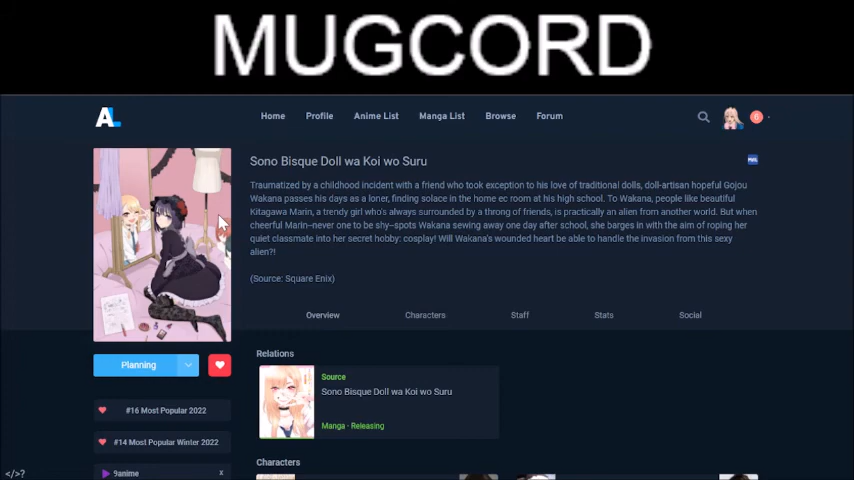 MUGCORD
AL
Home Profile Anime List Manga List Browse Forum
6
Sono Bisque Doll wa Koi wo Suru
Traumatized by a childhood incident with a friend who took exception to his love of traditional dolls, doll-artisan hopeful Gojou
Wakana passes his days as a loner, finding solace in the home ec room at his high school. To Wakana, people like beautiful
Kitagawa Marin, a trendy girl who's always surrounded by a throng of friends, is practically an alien from another world. But when
cheerful Marin–never one to be shy–spots Wakana sewing away one day after school, she barges in with the aim of roping her
quiet classmate into her secret hobby: cosplay! Will Wakana's wounded heart be able to handle the invasion from this sexy
alien?!
(Source: Square Enix)
Overview Characters Staff Stats Social
Planning
#16 Most Popular 2022
#14 Most Popular Winter 2022
9anime x
Relations
Source
Sono Bisque Doll wa Koi wo Suru
Manga · Releasing
Characters
</>?